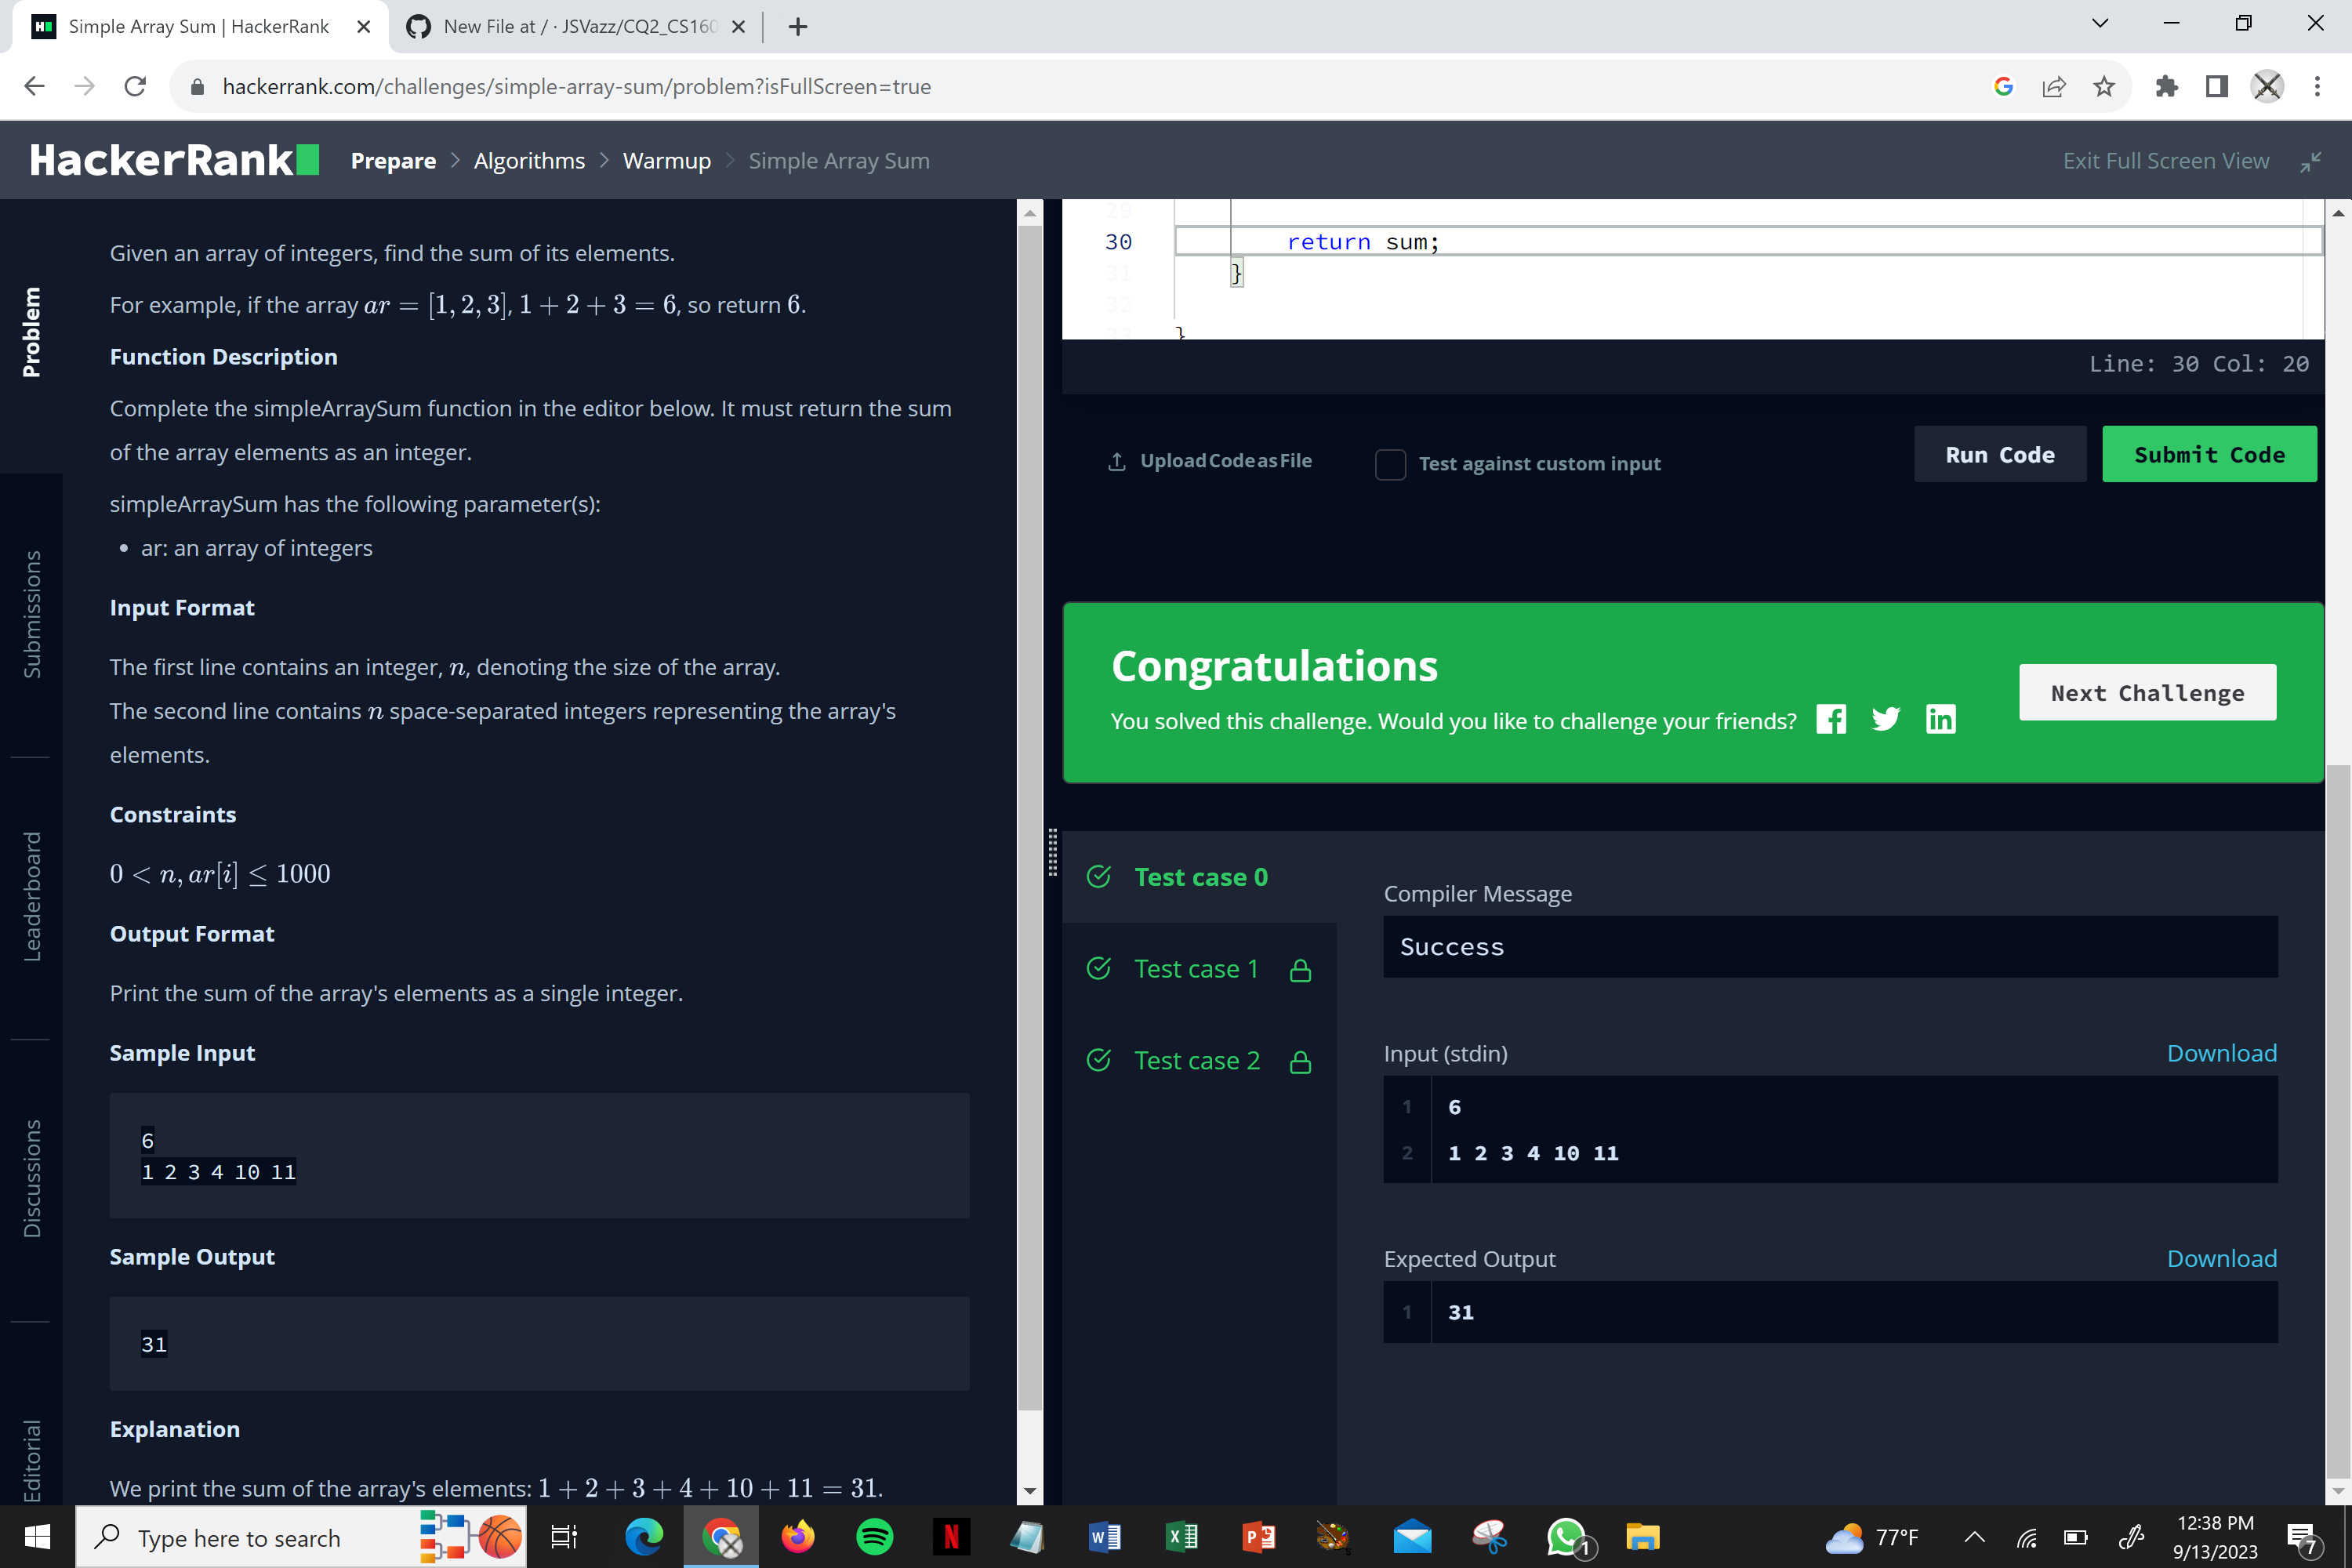 Simple Array Sum | HackerRank
New File at / · JSVazz/CQ2_CS160
hackerrank.com/challenges/simple-array-sum/problem?isFullScreen=true
HackerRank
Prepare > Algorithms > Warmup > Simple Array Sum
Exit Full Screen View
Problem
Submissions
Leaderboard
Discussions
Editorial
Given an array of integers, find the sum of its elements.
For example, if the array ar = [1, 2, 3], 1 + 2 + 3 = 6, so return 6.
Function Description
Complete the simpleArraySum function in the editor below. It must return the sum
of the array elements as an integer.
simpleArraySum has the following parameter(s):
• ar: an array of integers
Input Format
The first line contains an integer, n, denoting the size of the array.
The second line contains n space-separated integers representing the array's
elements.
Constraints
0 < n, ar[i] ≤ 1000
Output Format
Print the sum of the array's elements as a single integer.
Sample Input
6
1 2 3 4 10 11
Sample Output
31
Explanation
We print the sum of the array's elements: 1 + 2 + 3 + 4 + 10 + 11 = 31.
29
30 return sum;
31 }
32
33 }
Line: 30 Col: 20
Upload Code as File
Test against custom input
Run Code
Submit Code
Congratulations
You solved this challenge. Would you like to challenge your friends?
Next Challenge
Test case 0
Test case 1
Test case 2
Compiler Message
Success
Input (stdin)
Download
1 6
2 1 2 3 4 10 11
Expected Output
Download
1 31
Type here to search
1
77°F
12:38 PM
9/13/2023
7